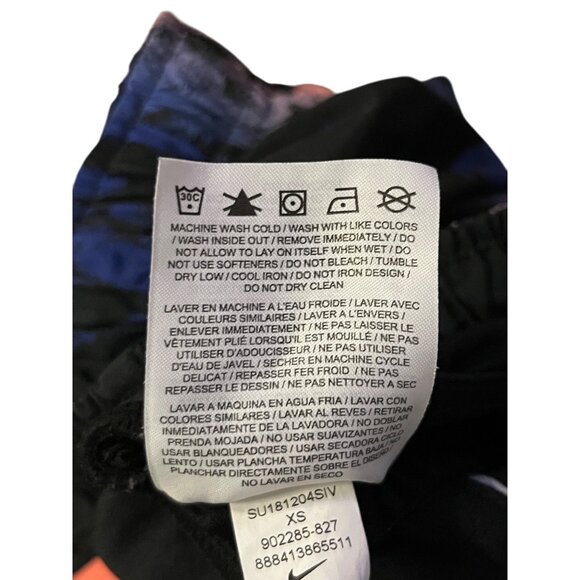 30C
MACHINE WASH COLD / WASH WITH LIKE COLORS
/ WASH INSIDE OUT / REMOVE IMMEDIATELY / DO
NOT ALLOW TO LAY ON ITSELF WHEN WET / DO
NOT USE SOFTENERS / DO NOT BLEACH / TUMBLE
DRY LOW / COOL IRON / DO NOT IRON DESIGN /
DO NOT DRY CLEAN
LAVER EN MACHINE A L'EAU FROIDE / LAVER AVEC
COULEURS SIMILAIRES / LAVER A L'ENVERS /
ENLEVER IMMEDIATEMENT / NE PAS LAISSER LE
VÊTEMENT PLIÉ LORSQU'IL EST MOUILLÉ / NE PAS
UTILISER D'ADOUCISSEUR / NE PAS UTILISER
D'EAU DE JAVEL / SÉCHER EN MACHINE CYCLE
DELICAT / REPASSER FER FROID / NE PAS
REPASSER LE DESSIN / NE PAS NETTOYER A SEC
LAVAR A MAQUINA EN AGUA FRIA / LAVAR CON
COLORES SIMILARES / LAVAR AL REVES / RETIRAR
INMEDIATAMENTE DE LA LAVADORA / NO DOBLAR
PRENDA MOJADA / NO USAR SUAVIZANTES / NO
USAR BLANQUEADORES / USAR SECADORA CICLO
LENTO / USAR PLANCHA TEMPERATURA BAJA / NO
PLANCHAR DIRECTAMENTE SOBRE EL DISEÑO /
NO LAVAR EN SECO
SU181204SIV
XS
902285-827
888413865511